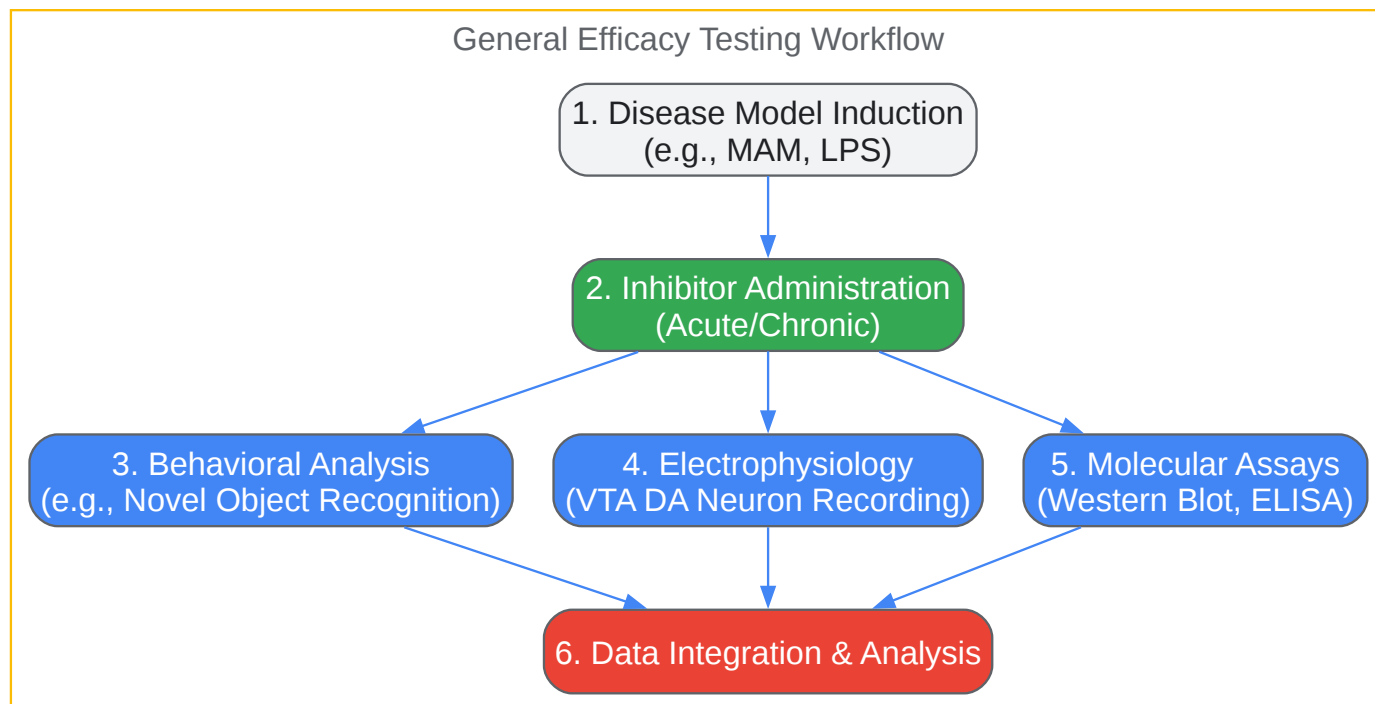 General Efficacy Testing Workflow
1. Disease Model Induction
(e.g., MAM, LPS)
2. Inhibitor Administration
(Acute/Chronic)
3. Behavioral Analysis
(e.g., Novel Object Recognition)
4. Electrophysiology
(VTA DA Neuron Recording)
5. Molecular Assays
(Western Blot, ELISA)
6. Data Integration & Analysis